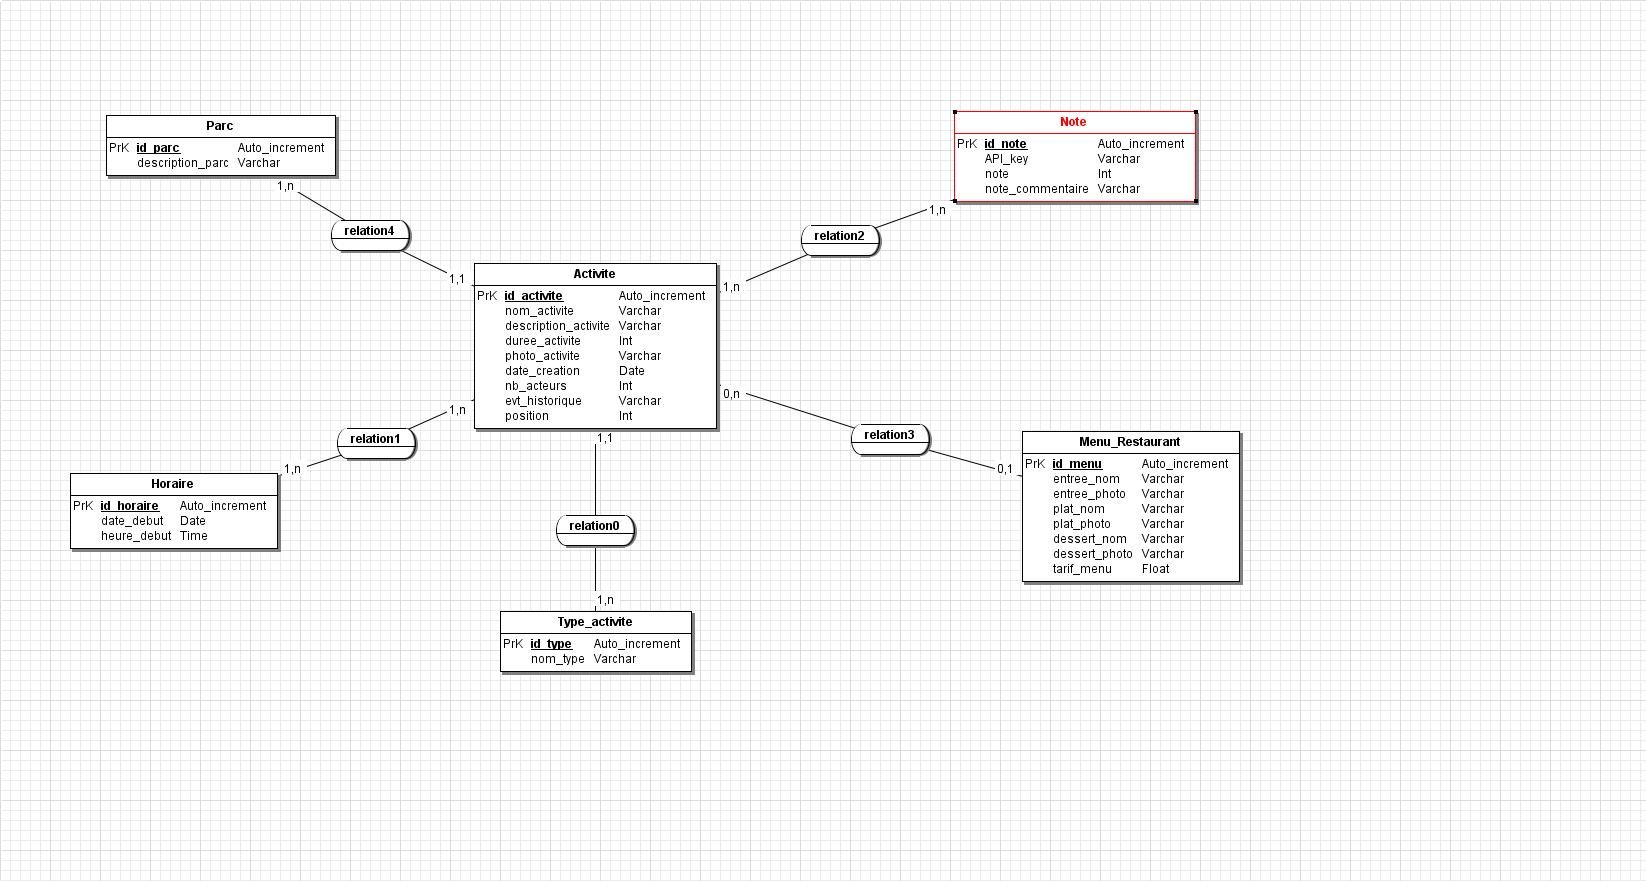 Parc
PrK id_parc Auto_increment
description_parc Varchar
1,n
relation4
1,1
Note
PrK id_note Auto_increment
API_key Varchar
note Int
note_commentaire Varchar
1,n
relation2
1,n
Activite
PrK id_activite Auto_increment
nom_activite Varchar
description_activite Varchar
duree_activite Int
photo_activite Varchar
date_creation Date
nb_acteurs Int
evt_historique Varchar
position Int
1,n
relation1
1,n
Horaire
PrK id_horaire Auto_increment
date_debut Date
heure_debut Time
1,1
relation0
1,n
Type_activite
PrK id_type Auto_increment
nom_type Varchar
0,n
relation3
0,1
Menu_Restaurant
PrK id_menu Auto_increment
entree_nom Varchar
entree_photo Varchar
plat_nom Varchar
plat_photo Varchar
dessert_nom Varchar
dessert_photo Varchar
tarif_menu Float